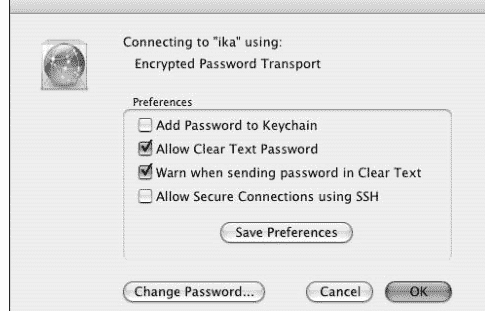 Connecting to "ika" using:
Encrypted Password Transport
Preferences
Add Password to Keychain
Allow Clear Text Password
Warn when sending password in Clear Text
Allow Secure Connections using SSH
Save Preferences
Change Password... Cancel OK